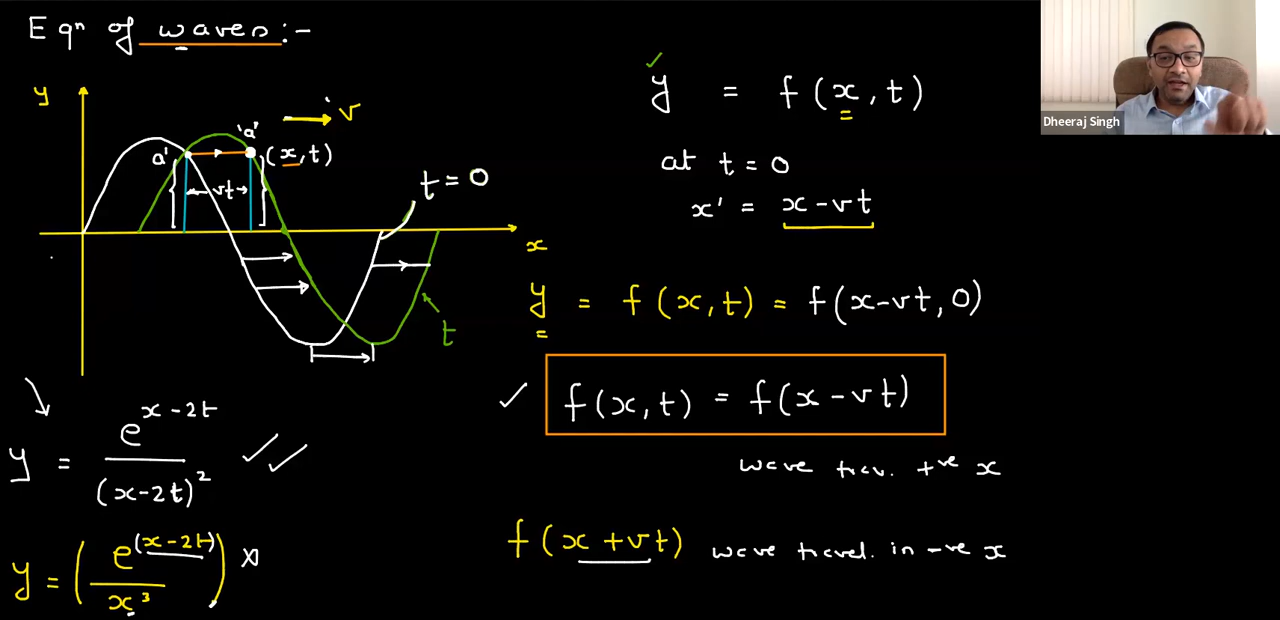 Eqⁿ of waves :-
y
v
a'
'a'
(x, t)
vt
t = 0
x
t
y = e^(x-2t) / (x-2t)²
y = (e^(x-2t) / x³) ×
y = f(x, t)
at t = 0
x' = x - vt
y = f(x, t) = f(x-vt, 0)
f(x, t) = f(x - vt)
wave trav. +ve x
f(x + vt) wave travel. in -ve x
Dheeraj Singh